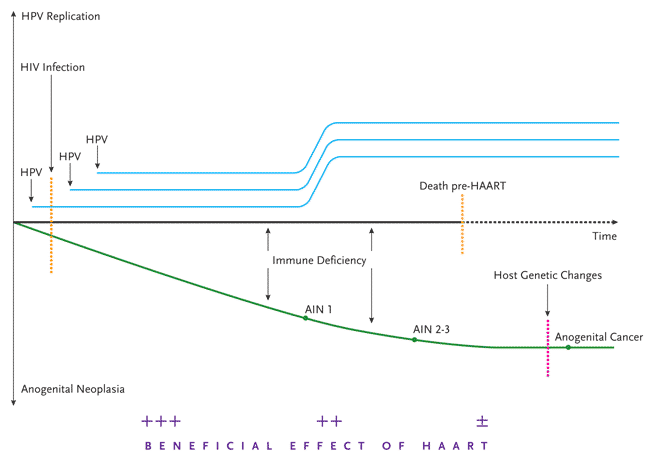 HPV Replication
HIV Infection
HPV
HPV
HPV
Death pre-HAART
Time
Immune Deficiency
Host Genetic Changes
AIN 1
AIN 2-3
Anogenital Cancer
Anogenital Neoplasia
+++ ++ ±
BENEFICIAL EFFECT OF HAART